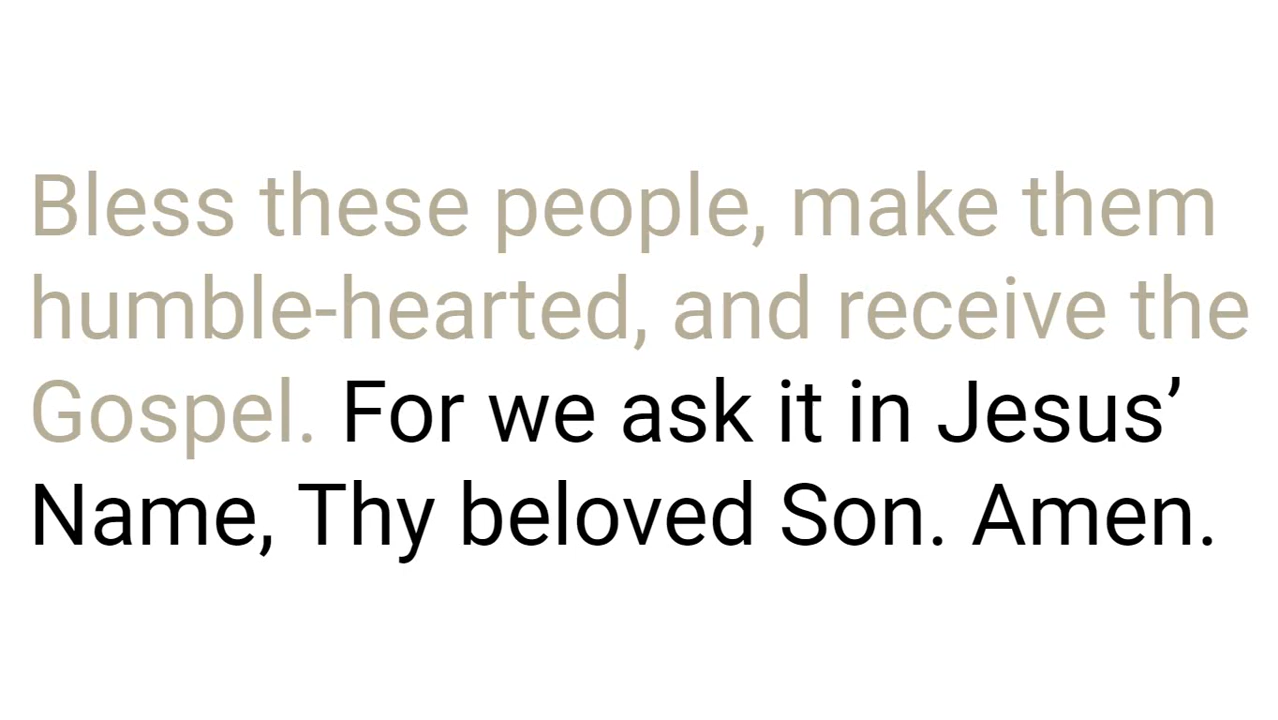 Bless these people, make them
humble-hearted, and receive the
Gospel. For we ask it in Jesus’
Name, Thy beloved Son. Amen.